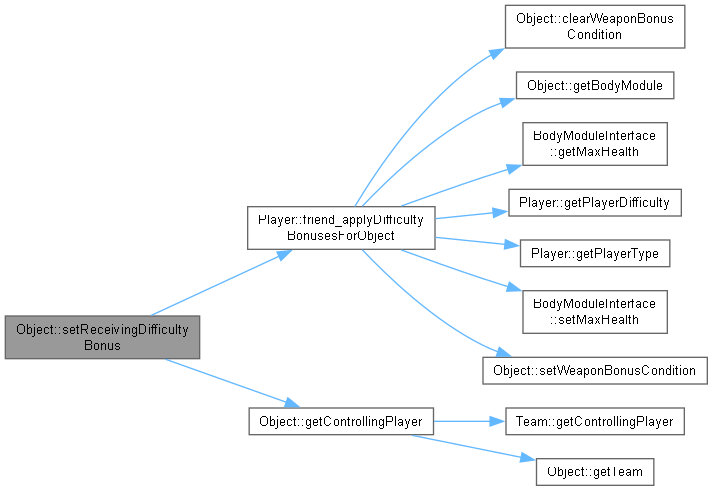 Object::clearWeaponBonus
Condition
Object::getBodyModule
BodyModuleInterface
::getMaxHealth
Player::getPlayerDifficulty
Player::friend_applyDifficulty
BonusesForObject
Player::getPlayerType
BodyModuleInterface
::setMaxHealth
Object::setReceivingDifficulty
Bonus
Object::setWeaponBonusCondition
Object::getControllingPlayer
Team::getControllingPlayer
Object::getTeam